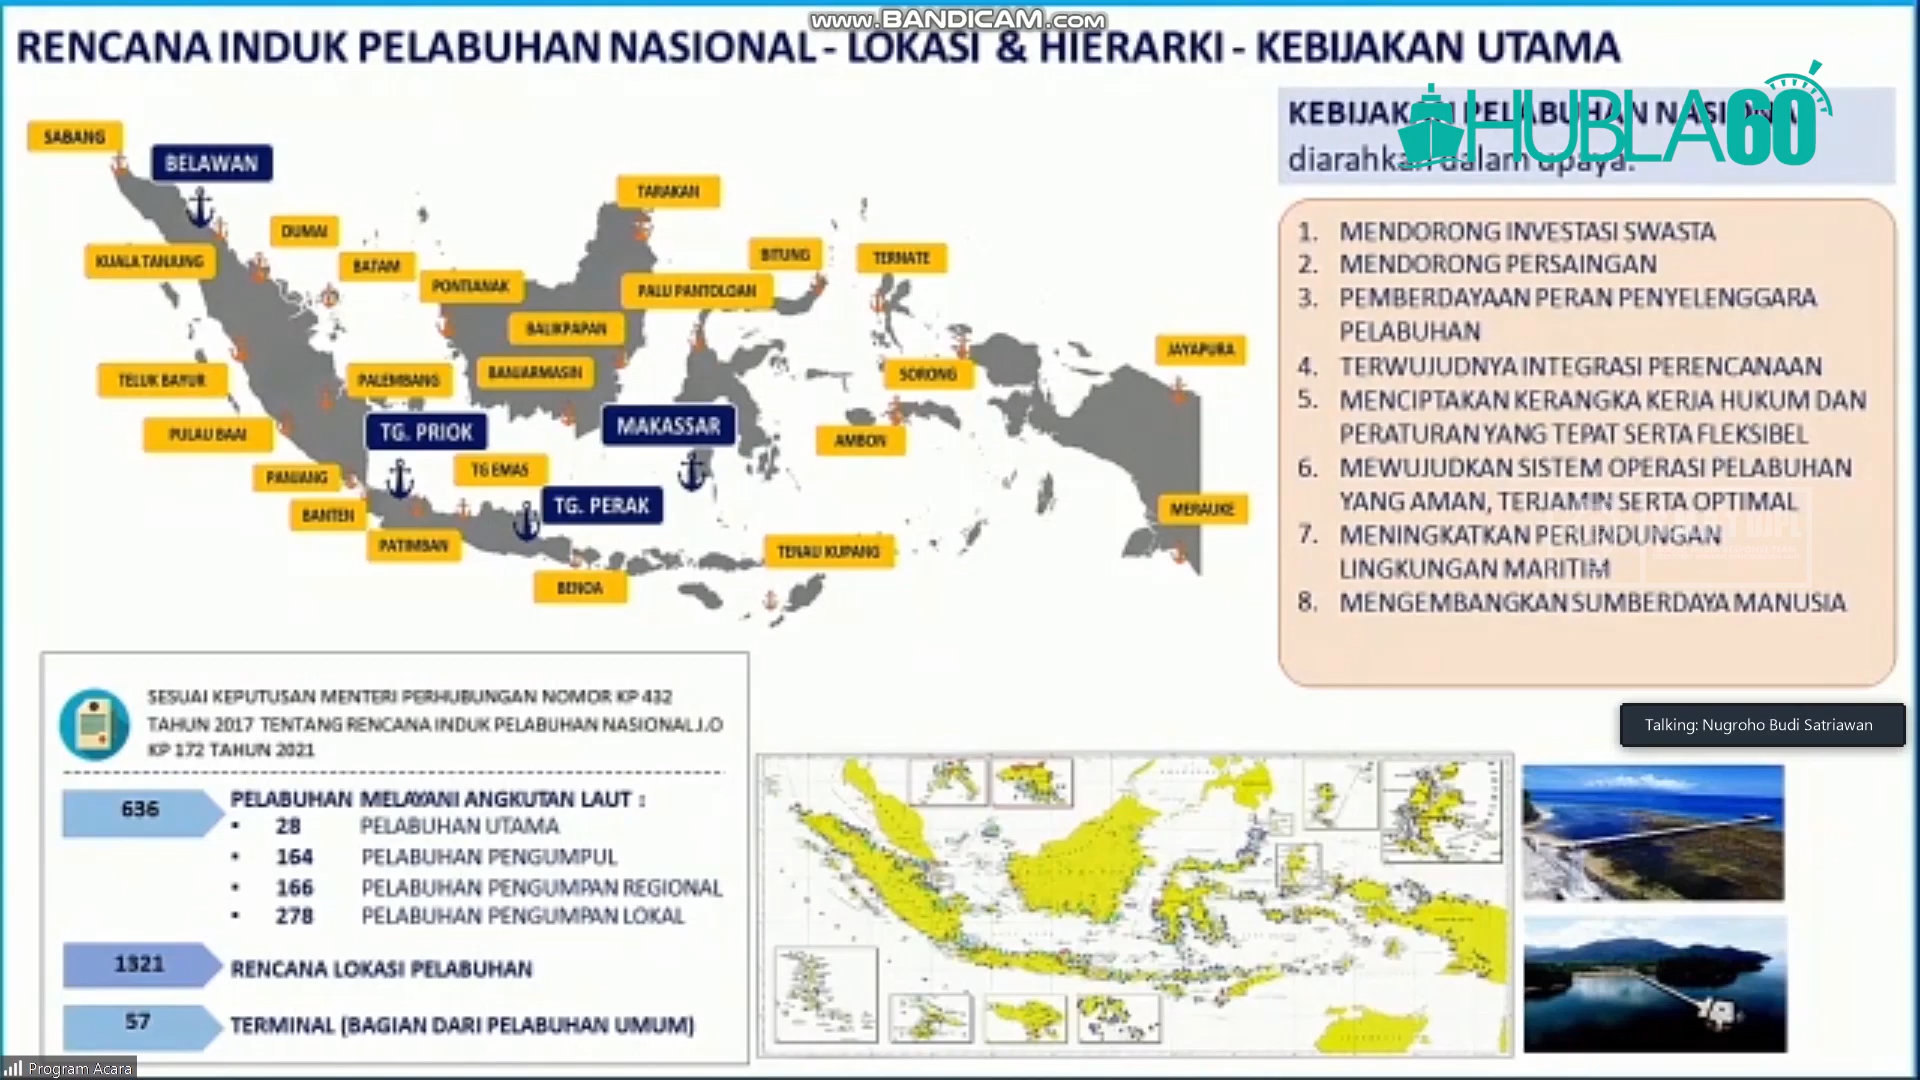 www.BANDICAM.com
RENCANA INDUK PELABUHAN NASIONAL - LOKASI & HIERARKI - KEBIJAKAN UTAMA
HUBLA60
KEBIJAKAN PELABUHAN NASIONAL
diarahkan dalam upaya:
SABANG
BELAWAN
TARAKAN
DUMAI
BITUNG
TERNATE
KUALA TANJUNG
BATAM
PONTIANAK
PALU PANTOLOAN
BALIKPAPAN
JAYAPURA
TELUK BAYUR
PALEMBANG
BANJARMASIN
SORONG
PULAU BAAI
TG. PRIOK
MAKASSAR
AMBON
PANJANG
TG EMAS
TG. PERAK
BANTEN
MERAUKE
PATIMBAN
TENAU KUPANG
BENOA
1. MENDORONG INVESTASI SWASTA
2. MENDORONG PERSAINGAN
3. PEMBERDAYAAN PERAN PENYELENGGARA
PELABUHAN
4. TERWUJUDNYA INTEGRASI PERENCANAAN
5. MENCIPTAKAN KERANGKA KERJA HUKUM DAN
PERATURAN YANG TEPAT SERTA FLEKSIBEL
6. MEWUJUDKAN SISTEM OPERASI PELABUHAN
YANG AMAN, TERJAMIN SERTA OPTIMAL
7. MENINGKATKAN PERLINDUNGAN
LINGKUNGAN MARITIM
8. MENGEMBANGKAN SUMBERDAYA MANUSIA
SESUAI KEPUTUSAN MENTERI PERHUBUNGAN NOMOR KP 432
TAHUN 2017 TENTANG RENCANA INDUK PELABUHAN NASIONAL J.O
KP 172 TAHUN 2021
636 PELABUHAN MELAYANI ANGKUTAN LAUT :
• 28 PELABUHAN UTAMA
• 164 PELABUHAN PENGUMPUL
• 166 PELABUHAN PENGUMPAN REGIONAL
• 278 PELABUHAN PENGUMPAN LOKAL
1321 RENCANA LOKASI PELABUHAN
57 TERMINAL (BAGIAN DARI PELABUHAN UMUM)
Talking: Nugroho Budi Satriawan
Program Acara